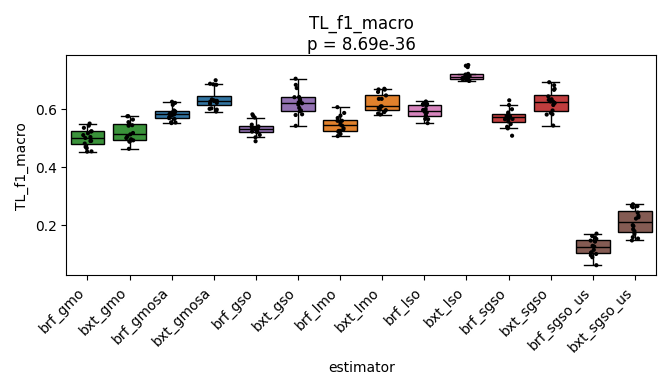 TL_f1_macro
p = 8.69e-36
TL_f1_macro
0.6
0.4
0.2
brf_gmo
bxt_gmo
brf_gmosa
bxt_gmosa
brf_gso
bxt_gso
brf_lmo
bxt_lmo
brf_lso
bxt_lso
brf_sgso
bxt_sgso
brf_sgso_us
bxt_sgso_us
estimator